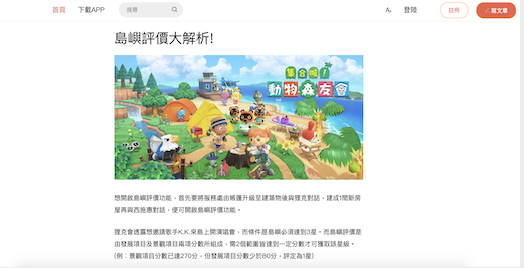 首頁 下載APP 搜尋 Aₐ 登陸 註冊 寫文章
島嶼評價大解析!
集合啦!
動物森友會
想開啟島嶼評價功能，首先要將服務處由帳篷升級至建築物後與狸克對話，建成1間新房
屋再與西施惠對話，便可開啟島嶼評價功能。
狸克會透露想邀請歌手K.K.來島上開演唱會，而條件是島嶼必須達到3星。而島嶼評價是
由發展項目及景觀項目兩項分數所組成，需2個範圍皆達到一定分數才可獲取該星級。
(例︰景觀項目分數已達270分，但發展項目分數少於80分，評定為1星)